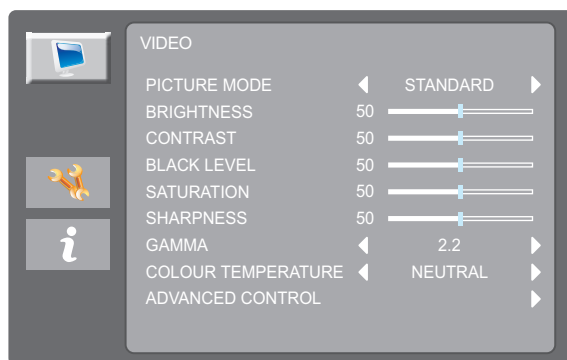 VIDEO
PICTURE MODE STANDARD
BRIGHTNESS 50
CONTRAST 50
BLACK LEVEL 50
SATURATION 50
SHARPNESS 50
GAMMA 2.2
COLOUR TEMPERATURE NEUTRAL
ADVANCED CONTROL
i